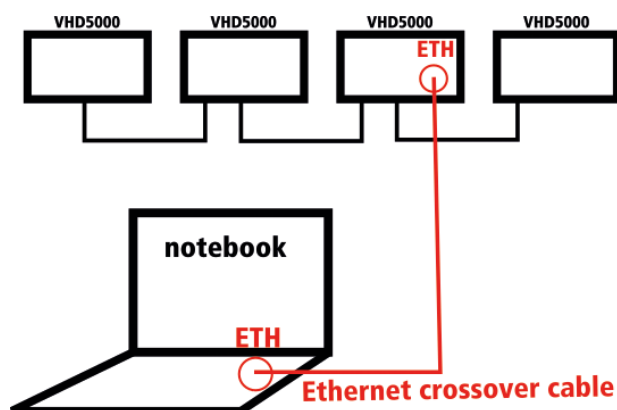 VHD5000 VHD5000 VHD5000 VHD5000
ETH
notebook
ETH
Ethernet crossover cable